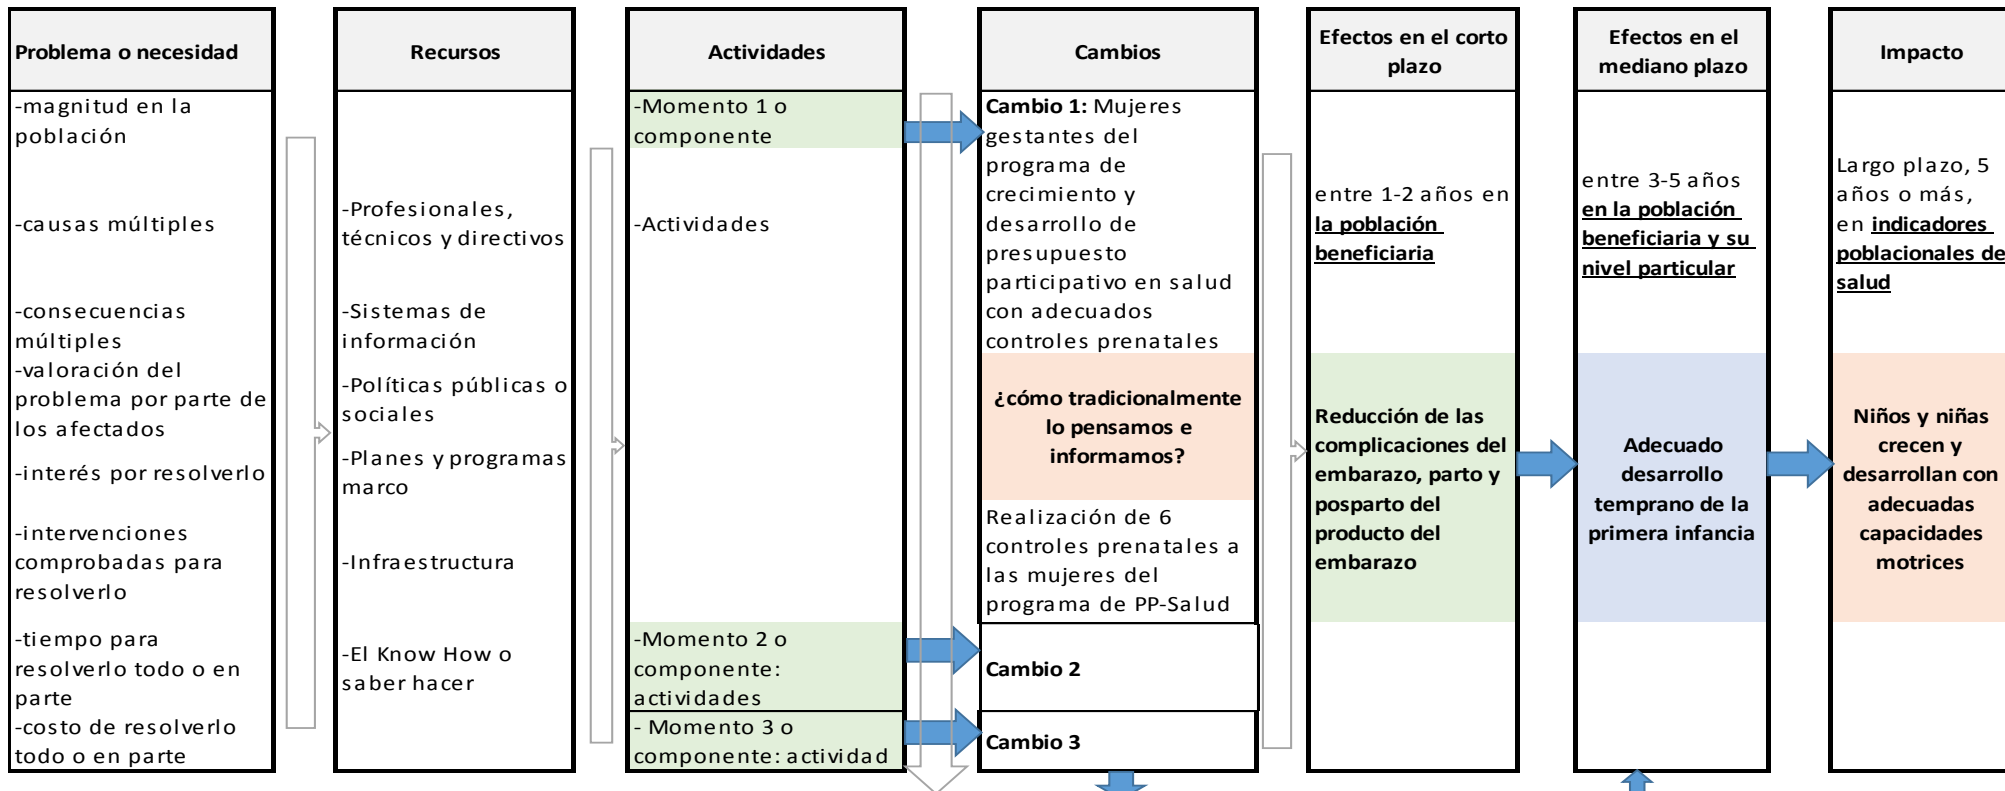 Problema o necesidad
-magnitud en la
población
-causas múltiples
-consecuencias
múltiples
-valoración del
problema por parte de
los afectados
-interés por resolverlo
-intervenciones
comprobadas para
resolverlo
-tiempo para
resolverlo todo o en
parte
-costo de resolverlo
todo o en parte
Recursos
-Profesionales,
técnicos y directivos
-Sistemas de
información
-Políticas públicas o
sociales
-Planes y programas
marco
-Infraestructura
-El Know How o
saber hacer
Actividades
-Momento 1 o
componente
-Actividades
-Momento 2 o
componente:
actividades
- Momento 3 o
componente: actividad
Cambios
Cambio 1: Mujeres
gestantes del
programa de
crecimiento y
desarrollo de
presupuesto
participativo en salud
con adecuados
controles prenatales
¿cómo tradicionalmente
lo pensamos e
informamos?
Realización de 6
controles prenatales a
las mujeres del
programa de PP-Salud
Cambio 2
Cambio 3
Efectos en el corto
plazo
entre 1-2 años en
la población
beneficiaria
Reducción de las
complicaciones del
embarazo, parto y
posparto del
producto del
embarazo
Efectos en el
mediano plazo
entre 3-5 años
en la población
beneficiaria y su
nivel particular
Adecuado
desarrollo
temprano de la
primera infancia
Impacto
Largo plazo, 5
años o más,
en indicadores
poblacionales de
salud
Niños y niñas
crecen y
desarrollan con
adecuadas
capacidades
motrices